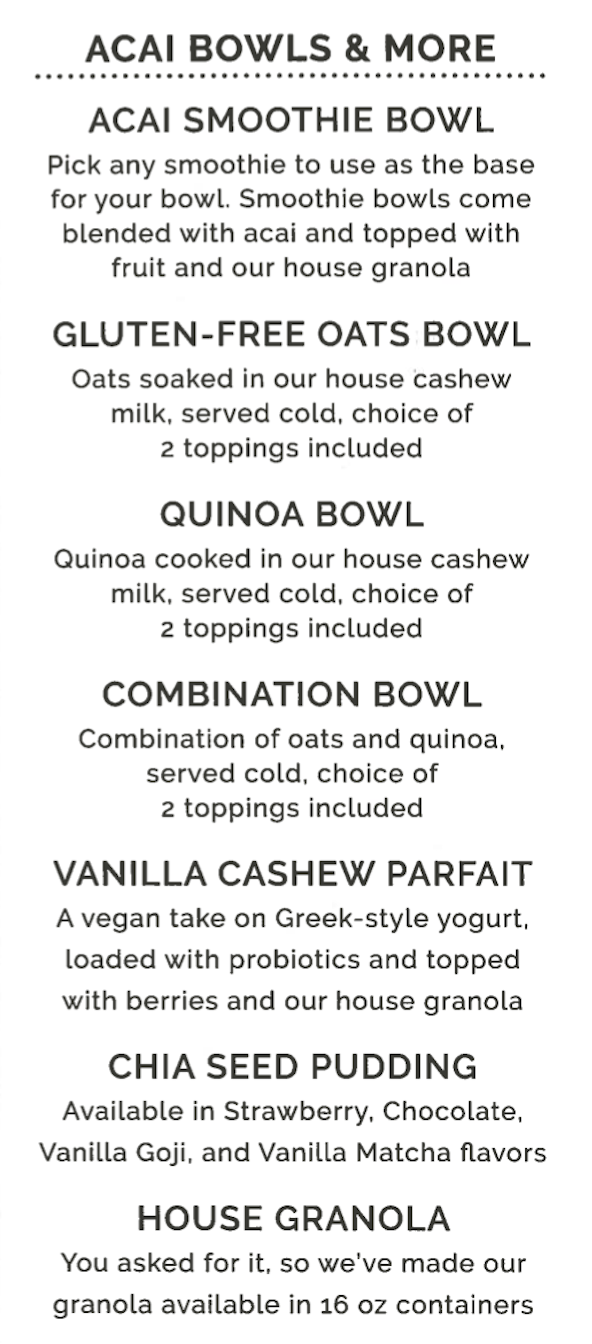 ACAI BOWLS & MORE
ACAI SMOOTHIE BOWL
Pick any smoothie to use as the base
for your bowl. Smoothie bowls come
blended with acai and topped with
fruit and our house granola
GLUTEN-FREE OATS BOWL
Oats soaked in our house cashew
milk, served cold, choice of
2 toppings included
QUINOA BOWL
Quinoa cooked in our house cashew
milk, served cold, choice of
2 toppings included
COMBINATION BOWL
Combination of oats and quinoa,
served cold, choice of
2 toppings included
VANILLA CASHEW PARFAIT
A vegan take on Greek-style yogurt,
loaded with probiotics and topped
with berries and our house granola
CHIA SEED PUDDING
Available in Strawberry, Chocolate,
Vanilla Goji, and Vanilla Matcha flavors
HOUSE GRANOLA
You asked for it, so we've made our
granola available in 16 oz containers